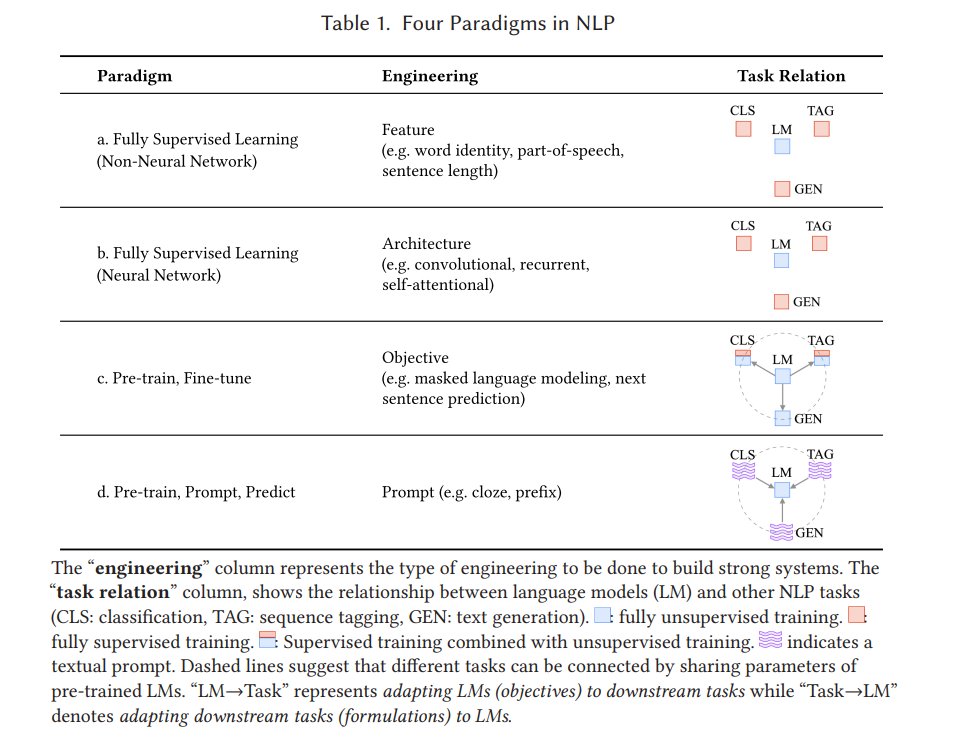 Table 1. Four Paradigms in NLP
Paradigm Engineering Task Relation
a. Fully Supervised Learning
(Non-Neural Network)
Feature
(e.g. word identity, part-of-speech,
sentence length)
CLS TAG
LM
GEN
b. Fully Supervised Learning
(Neural Network)
Architecture
(e.g. convolutional, recurrent,
self-attentional)
CLS TAG
LM
GEN
c. Pre-train, Fine-tune
Objective
(e.g. masked language modeling, next
sentence prediction)
CLS TAG
LM
GEN
d. Pre-train, Prompt, Predict
Prompt (e.g. cloze, prefix)
CLS TAG
LM
GEN
The “engineering” column represents the type of engineering to be done to build strong systems. The
“task relation” column, shows the relationship between language models (LM) and other NLP tasks
(CLS: classification, TAG: sequence tagging, GEN: text generation). : fully unsupervised training. :
fully supervised training. : Supervised training combined with unsupervised training. indicates a
textual prompt. Dashed lines suggest that different tasks can be connected by sharing parameters of
pre-trained LMs. “LM→Task” represents adapting LMs (objectives) to downstream tasks while “Task→LM”
denotes adapting downstream tasks (formulations) to LMs.